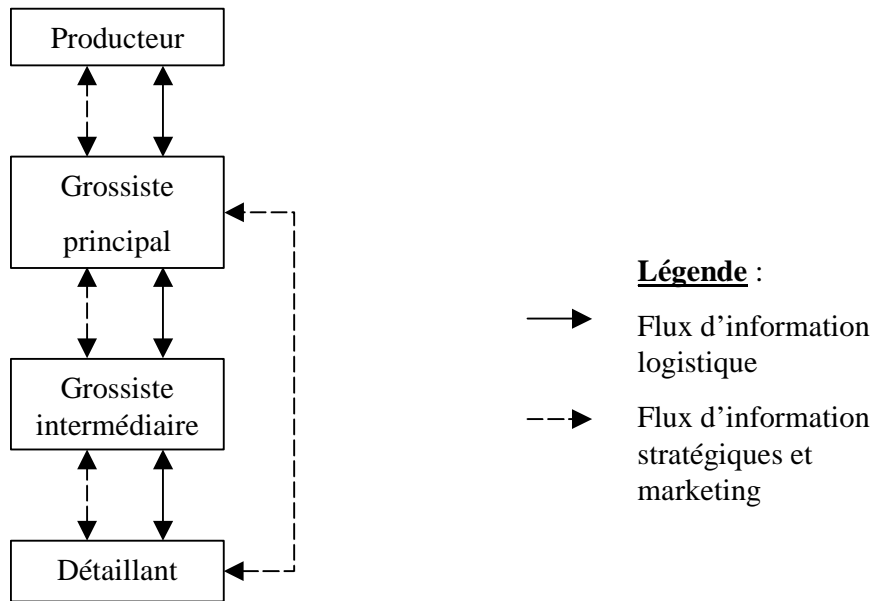 Producteur
Grossiste
principal
Grossiste
intermédiaire
Détaillant
Légende :
Flux d’information
logistique
Flux d’information
stratégiques et
marketing